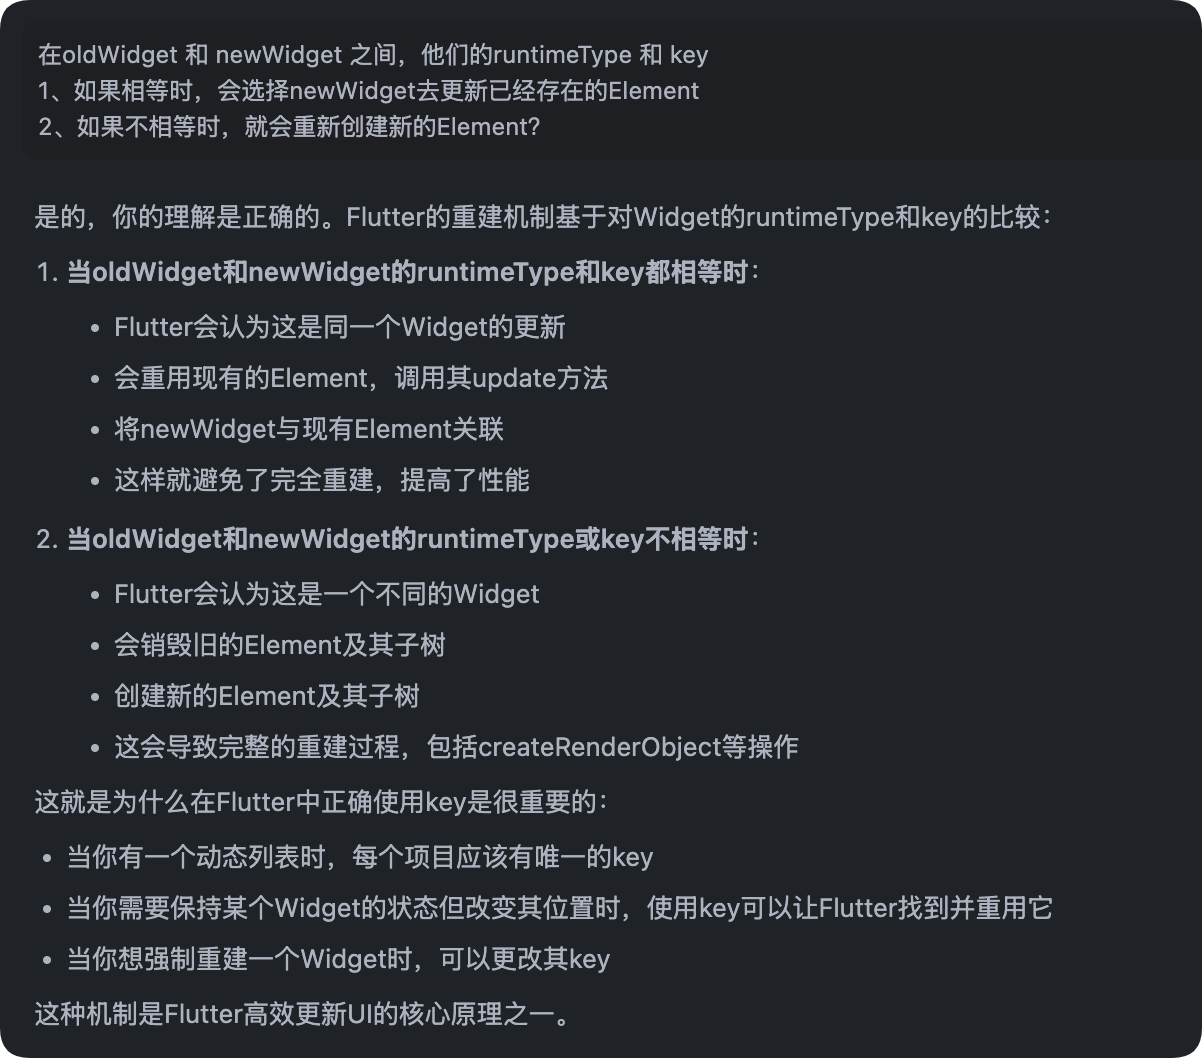 在oldWidget 和 newWidget 之间，他们的runtimeType 和 key
1、如果相等时，会选择newWidget去更新已经存在的Element
2、如果不相等时，就会重新创建新的Element?
是的，你的理解是正确的。Flutter的重建机制基于对Widget的runtimeType和key的比较：
1. 当oldWidget和newWidget的runtimeType和key都相等时：
• Flutter会认为这是同一个Widget的更新
• 会重用现有的Element，调用其update方法
• 将newWidget与现有Element关联
• 这样就避免了完全重建，提高了性能
2. 当oldWidget和newWidget的runtimeType或key不相等时：
• Flutter会认为这是一个不同的Widget
• 会销毁旧的Element及其子树
• 创建新的Element及其子树
• 这会导致完整的重建过程，包括createRenderObject等操作
这就是为什么在Flutter中正确使用key是很重要的：
• 当你有一个动态列表时，每个项目应该有唯一的key
• 当你需要保持某个Widget的状态但改变其位置时，使用key可以让Flutter找到并重用它
• 当你想强制重建一个Widget时，可以更改其key
这种机制是Flutter高效更新UI的核心原理之一。